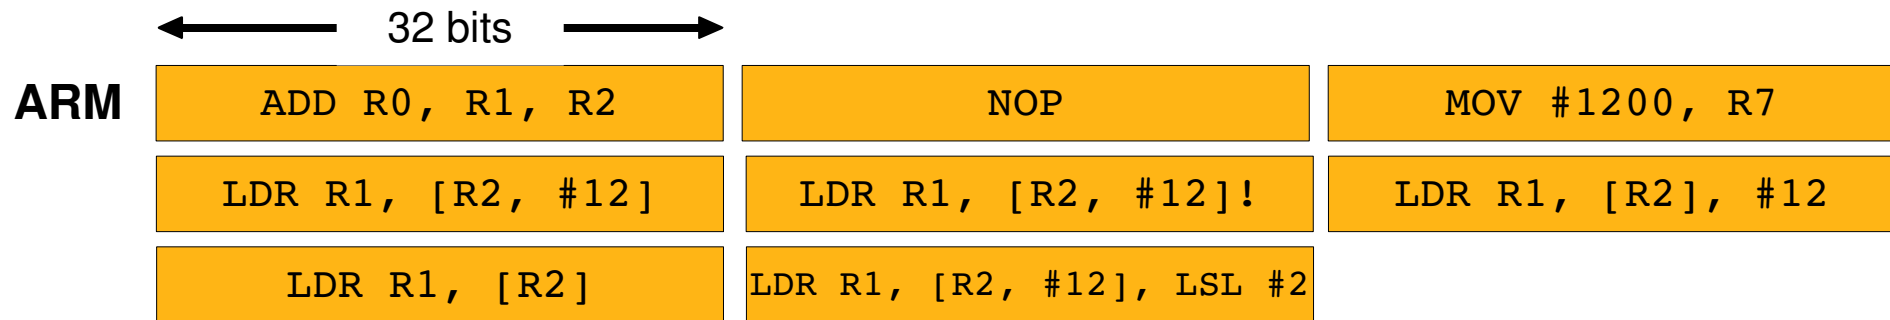 32 bits
ARM ADD R0, R1, R2 NOP MOV #1200, R7
LDR R1, [R2, #12] LDR R1, [R2, #12]! LDR R1, [R2], #12
LDR R1, [R2] LDR R1, [R2, #12], LSL #2